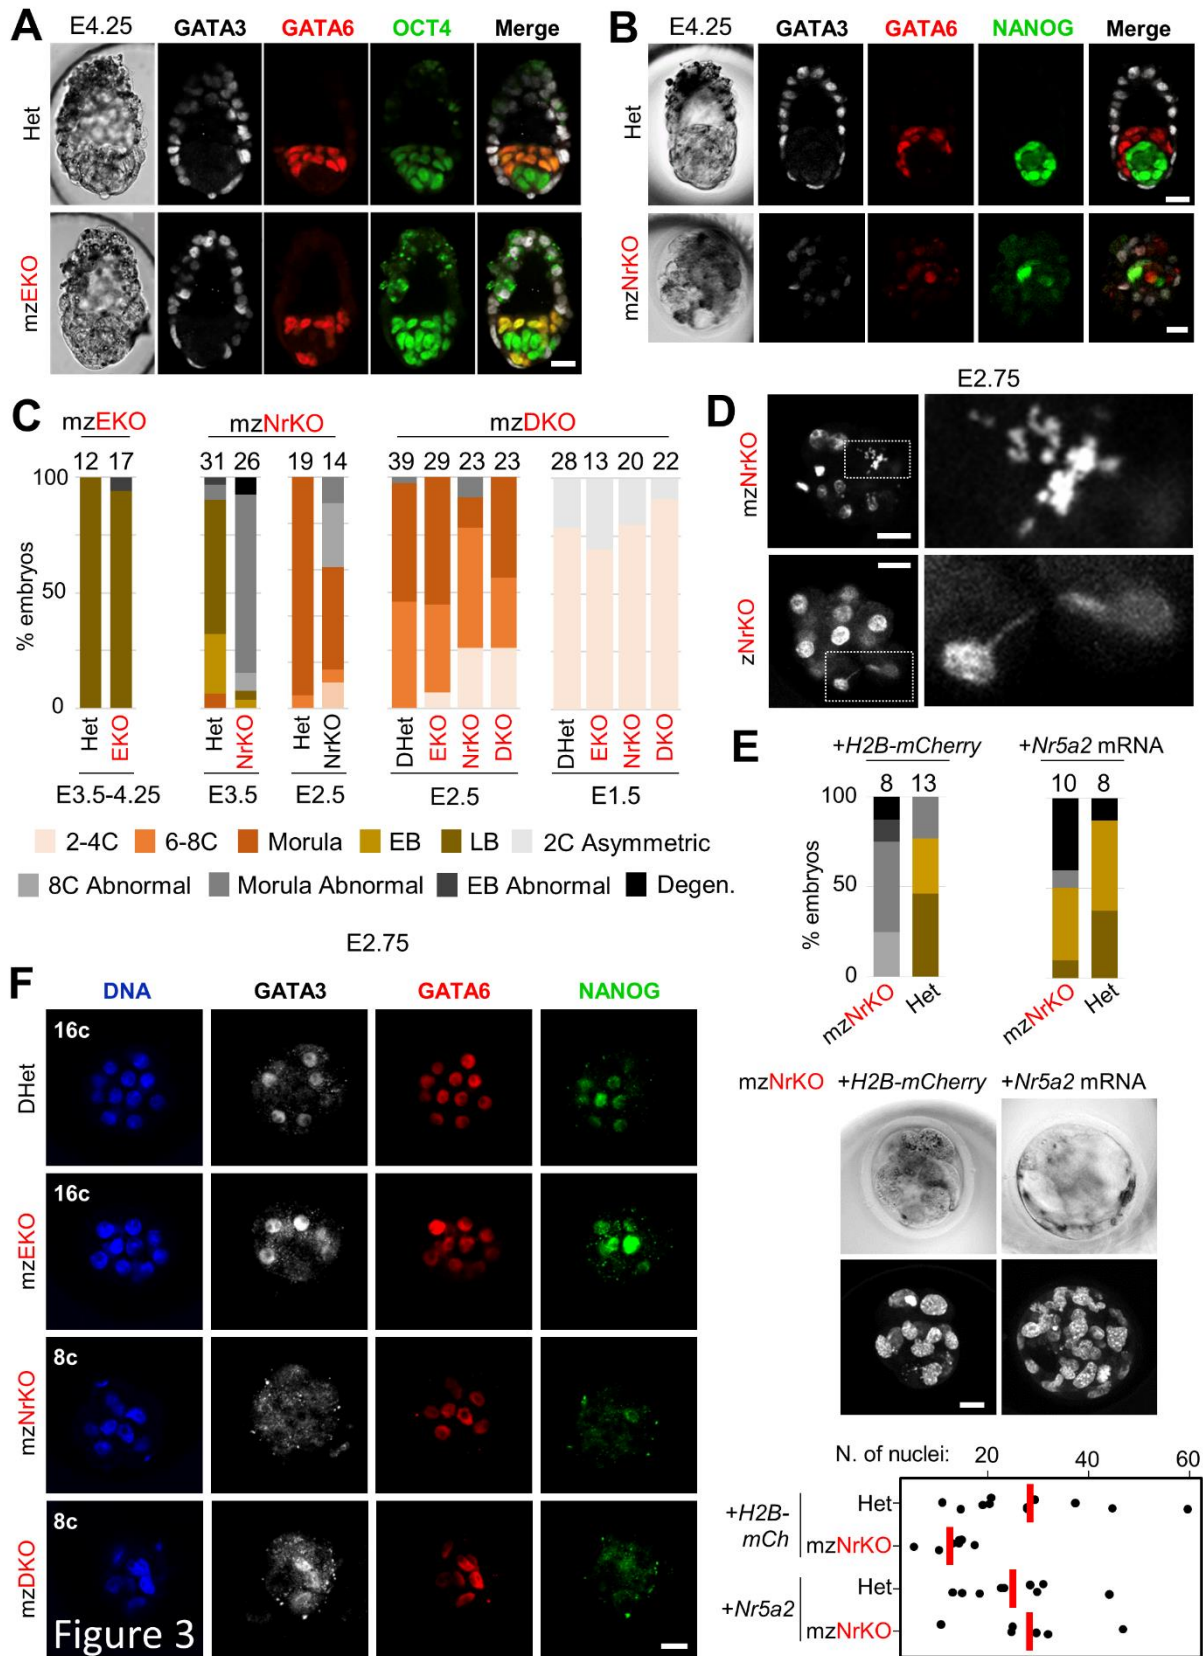 A
E4.25 GATA3 GATA6 OCT4 Merge
Het
mzEKO
B
E4.25 GATA3 GATA6 NANOG Merge
Het
mzNrKO
C
mzEKO mzNrKO mzDKO
12 17 31 26 19 14 39 29 23 23 28 13 20 22
100
50
0
% embryos
Het EKO Het NrKO Het NrKO DHet EKO NrKO DKO DHet EKO NrKO DKO
E3.5-4.25 E3.5 E2.5 E2.5 E1.5
2-4C 6-8C Morula EB LB 2C Asymmetric
8C Abnormal Morula Abnormal EB Abnormal Degen.
E2.75
D
mzNrKO
zNrKO
E
+H2B-mCherry +Nr5a2 mRNA
8 13 10 8
100
50
0
% embryos
mzNrKO Het mzNrKO Het
mzNrKO +H2B-mCherry +Nr5a2 mRNA
N. of nuclei: 20 40 60
+H2B-mCh
Het
mzNrKO
+Nr5a2
Het
mzNrKO
E2.75
F
DNA GATA3 GATA6 NANOG
DHet
16c
mzEKO
16c
mzNrKO
8c
mzDKO
8c
Figure 3